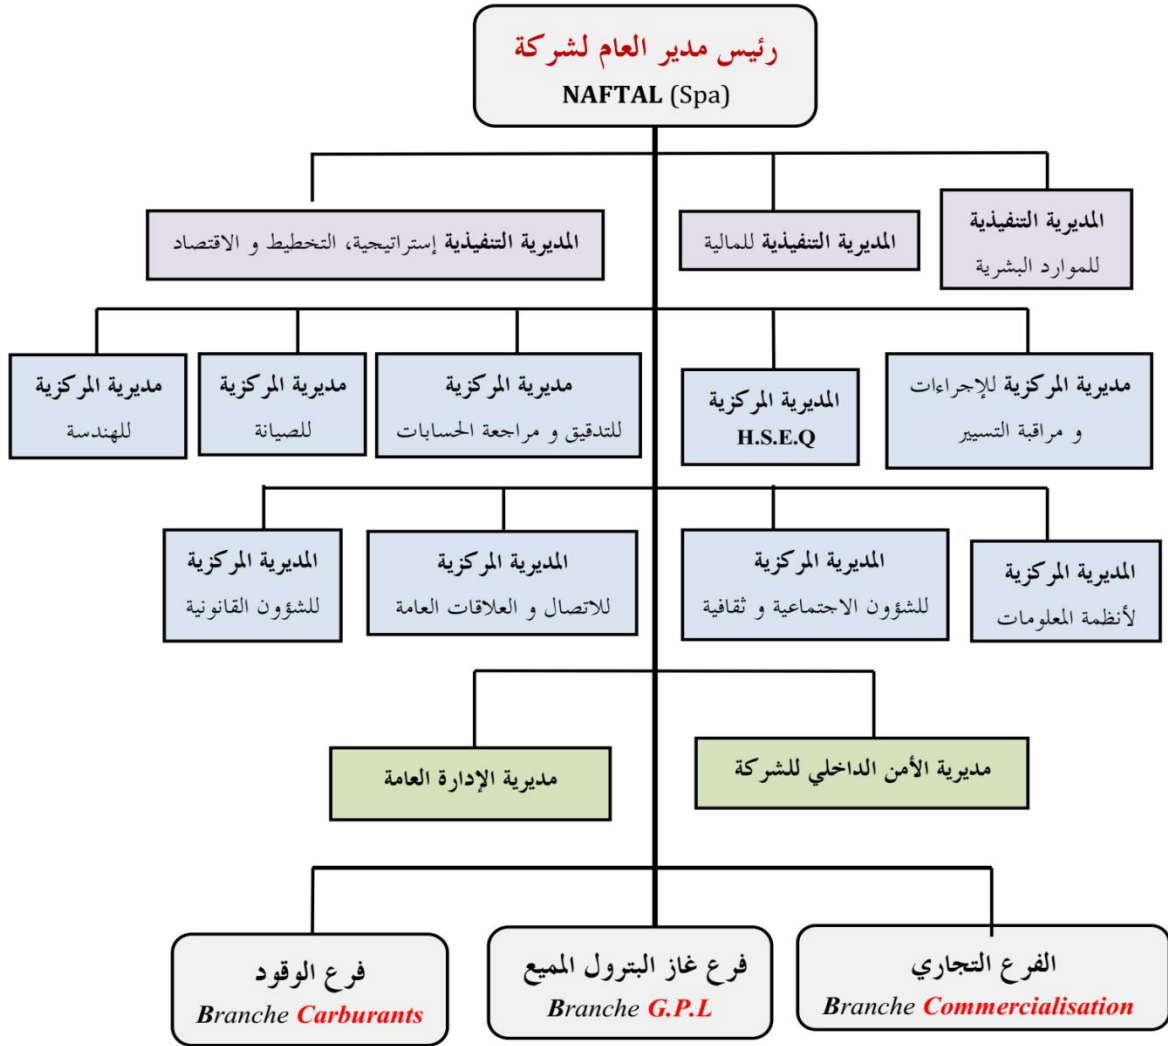 رئيس مدير العام لشركة
NAFTAL (Spa)
المديرية التنفيذية
للموارد البشرية
المديرية التنفيذية للمالية
المديرية التنفيذية إستراتيجية، التخطيط و الاقتصاد
مديرية المركزية للإجراءات
و مراقبة التسيير
المديرية المركزية
H.S.E.Q
مديرية المركزية
للتدقيق و مراجعة الحسابات
مديرية المركزية
للصيانة
مديرية المركزية
للهندسة
المديرية المركزية
لأنظمة المعلومات
المديرية المركزية
للشؤون الاجتماعية و ثقافية
المديرية المركزية
للاتصال و العلاقات العامة
المديرية المركزية
للشؤون القانونية
مديرية الأمن الداخلي للشركة
مديرية الإدارة العامة
الفرع التجاري
Branche Commercialisation
فرع غاز البترول المميع
Branche G.P.L
فرع الوقود
Branche Carburants